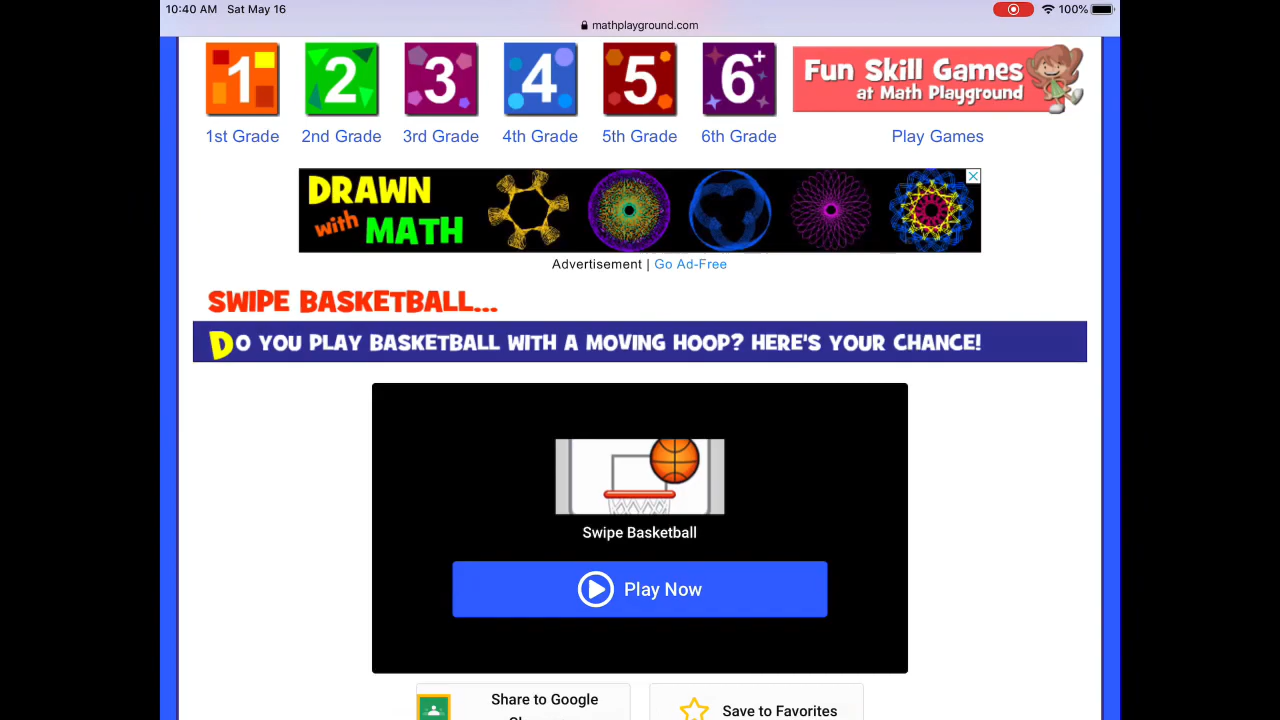 10:40 AM Sat May 16
100%
mathplayground.com
1 2 3 4 5 6+
Fun Skill Games
at Math Playground
1st Grade 2nd Grade 3rd Grade 4th Grade 5th Grade 6th Grade Play Games
DRAWN
with MATH
Advertisement | Go Ad-Free
SWIPE BASKETBALL...
DO YOU PLAY BASKETBALL WITH A MOVING HOOP? HERE'S YOUR CHANCE!
Swipe Basketball
Play Now
Share to Google
Save to Favorites